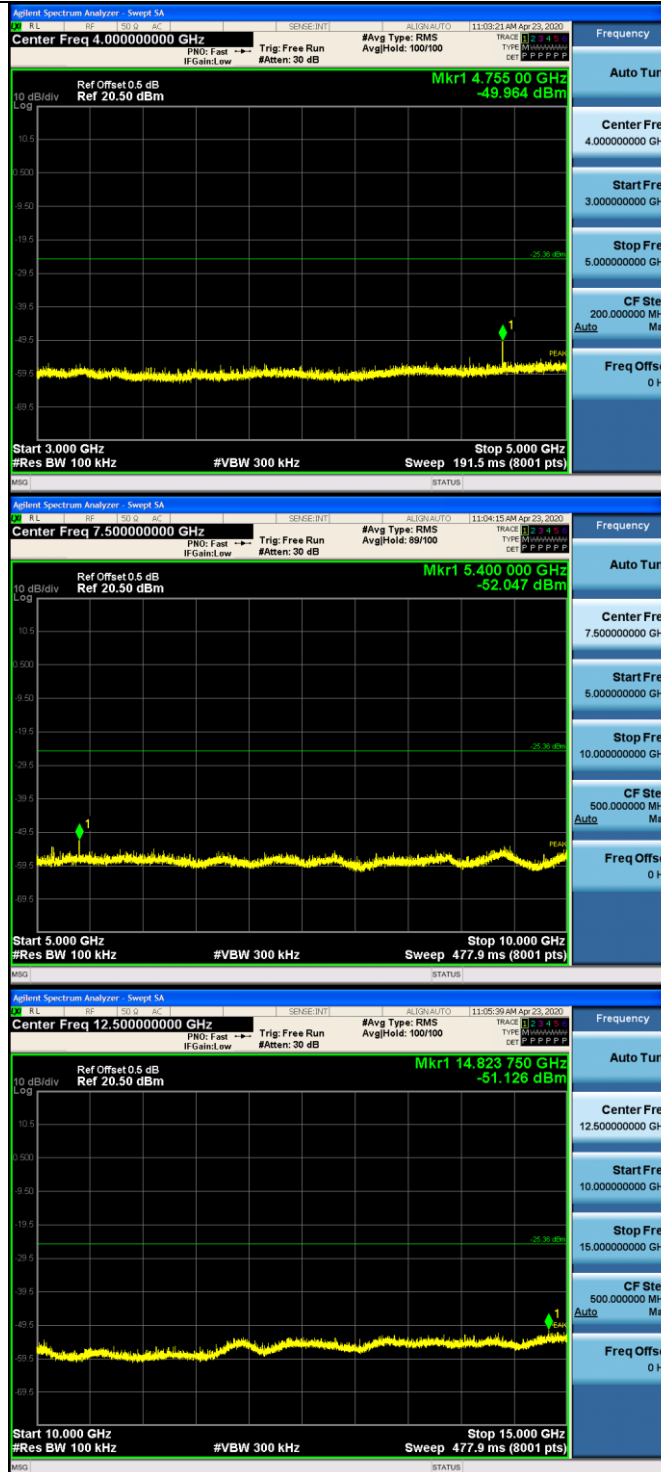 Agilent Spectrum Analyzer - Swept SA
RL RF 50 Ω AC SENSE:INT ALIGNAUTO 11:03:21 AM Apr 23, 2020
Center Freq 4.000000000 GHz #Avg Type: RMS TRACE 1 2 3 4 5 6 Frequency
PNO: Fast Trig: Free Run Avg|Hold: 100/100 TYPE M
IFGain:Low #Atten: 30 dB DET P P P P P P
Auto Tun
Mkr1 4.755 00 GHz
Ref Offset 0.5 dB
10 dB/div Ref 20.50 dBm -49.964 dBm
Log
Center Fre
4.000000000 GH
10.5
0.500
Start Fre
3.000000000 GH
-9.50
-19.5
Stop Fre
5.000000000 GH
-25.36 dBm
-29.5
CF Ste
200.000000 MH
Auto Ma
-39.5
1
-49.5
PEAK
Freq Offse
0 H
-59.5
-69.5
Start 3.000 GHz Stop 5.000 GHz
#Res BW 100 kHz #VBW 300 kHz Sweep 191.5 ms (8001 pts)
MSG STATUS
Agilent Spectrum Analyzer - Swept SA
RL RF 50 Ω AC SENSE:INT ALIGNAUTO 11:04:15 AM Apr 23, 2020
Center Freq 7.500000000 GHz #Avg Type: RMS TRACE 1 2 3 4 5 6 Frequency
PNO: Fast Trig: Free Run Avg|Hold: 89/100 TYPE M
IFGain:Low #Atten: 30 dB DET P P P P P P
Auto Tun
Mkr1 5.400 000 GHz
Ref Offset 0.5 dB
10 dB/div Ref 20.50 dBm -52.047 dBm
Log
Center Fre
7.500000000 GH
10.5
0.500
Start Fre
5.000000000 GH
-9.50
-19.5
Stop Fre
10.000000000 GH
-25.36 dBm
-29.5
CF Ste
500.000000 MH
Auto Ma
-39.5
1
-49.5
PEAK
Freq Offse
0 H
-59.5
-69.5
Start 5.000 GHz Stop 10.000 GHz
#Res BW 100 kHz #VBW 300 kHz Sweep 477.9 ms (8001 pts)
MSG STATUS
Agilent Spectrum Analyzer - Swept SA
RL RF 50 Ω AC SENSE:INT ALIGNAUTO 11:05:39 AM Apr 23, 2020
Center Freq 12.500000000 GHz #Avg Type: RMS TRACE 1 2 3 4 5 6 Frequency
PNO: Fast Trig: Free Run Avg|Hold: 100/100 TYPE M
IFGain:Low #Atten: 30 dB DET P P P P P P
Auto Tun
Mkr1 14.823 750 GHz
Ref Offset 0.5 dB
10 dB/div Ref 20.50 dBm -51.126 dBm
Log
Center Fre
12.500000000 GH
10.5
0.500
Start Fre
10.000000000 GH
-9.50
-19.5
Stop Fre
15.000000000 GH
-25.36 dBm
-29.5
CF Ste
500.000000 MH
Auto Ma
-39.5
1
-49.5
Freq Offse
0 H
-59.5
-69.5
Start 10.000 GHz Stop 15.000 GHz
#Res BW 100 kHz #VBW 300 kHz Sweep 477.9 ms (8001 pts)
MSG STATUS